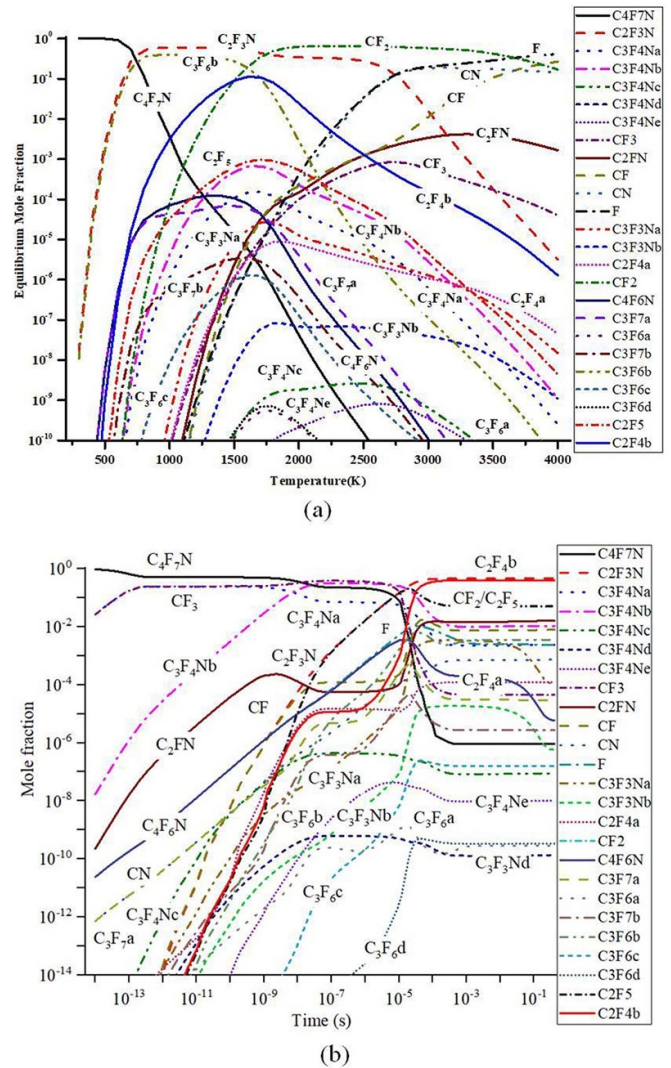 (a)
10^0
10^-1
10^-2
10^-3
10^-4
10^-5
10^-6
10^-7
10^-8
10^-9
10^-10
Equilibrium Mole Fraction
500
1000
1500
2000
2500
3000
3500
4000
Temperature(K)
C2F3N
C3F6b
CF2
F
CN
C4F7N
CF
C2FN
C2F5
CF3
C2F4b
C3F3Na
C3F4Nb
C3F7b
C3F7a
C3F4Na
C2F4a
C3F3Nb
C3F6c
C3F4Nc
C4F6N
C3F4Ne
C3F6a
C4F7N
C2F3N
C3F4Na
C3F4Nb
C3F4Nc
C3F4Nd
C3F4Ne
CF3
C2FN
CF
CN
F
C3F3Na
C3F3Nb
C2F4a
CF2
C4F6N
C3F7a
C3F6a
C3F7b
C3F6b
C3F6c
C3F6d
C2F5
C2F4b
(a)
10^0
10^-2
10^-4
10^-6
10^-8
10^-10
10^-12
10^-14
Mole fraction
10^-13
10^-11
10^-9
10^-7
10^-5
10^-3
10^-1
Time (s)
C4F7N
C2F4b
CF3
CF2/C2F5
C3F4Na
F
C3F4Nb
C2F3N
CF
C2F4a
C2FN
C3F3Na
C4F6N
C3F6b
C3F3Nb
C3F6a
C3F4Ne
CN
C3F3Nd
C3F4Nc
C3F6c
C3F7a
C3F6d
C4F7N
C2F3N
C3F4Na
C3F4Nb
C3F4Nc
C3F4Nd
C3F4Ne
CF3
C2FN
CF
CN
F
C3F3Na
C3F3Nb
C2F4a
CF2
C4F6N
C3F7a
C3F6a
C3F7b
C3F6b
C3F6c
C3F6d
C2F5
C2F4b
(b)